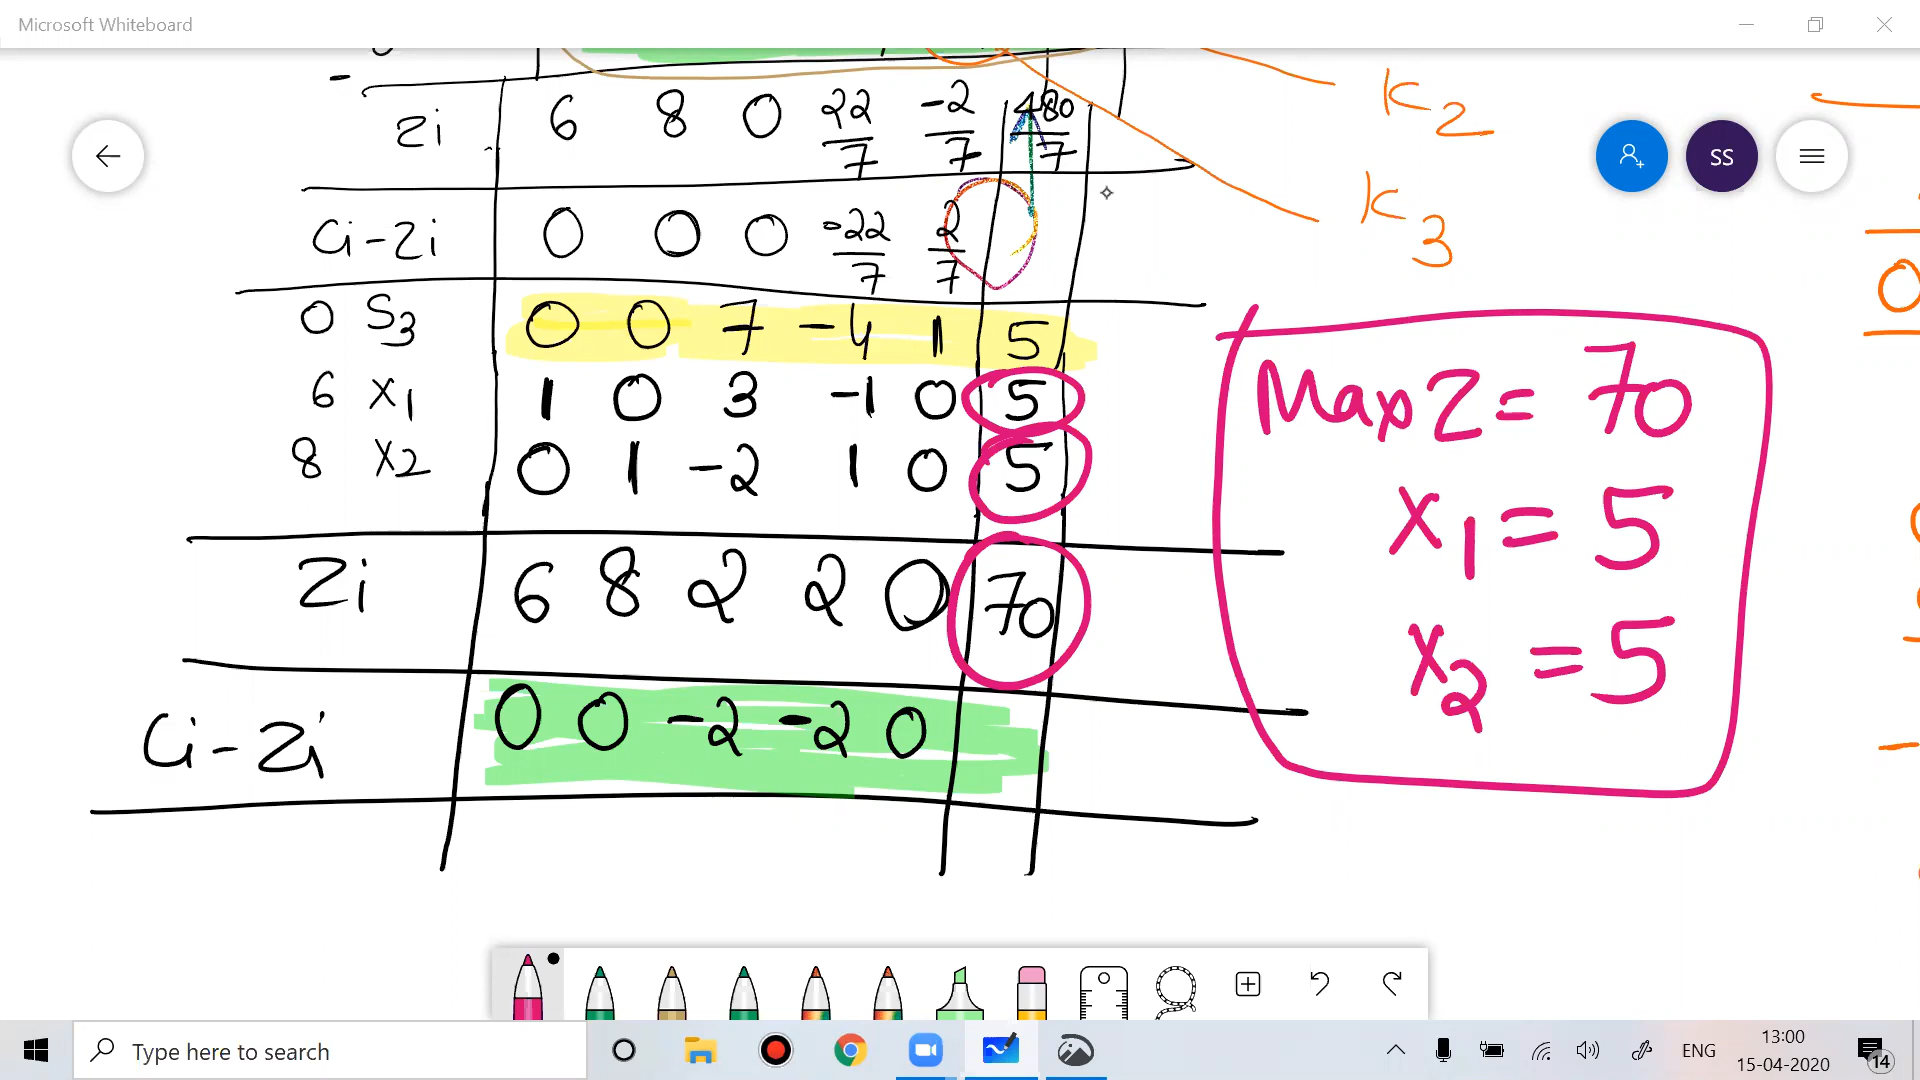 Microsoft Whiteboard
Zi 6 8 0 22/7 -2/7 480/7
K2
SS
Ci-Zi 0 0 0 -22/7 2/7
K3
0
0 S3 0 0 7 -4 1 5
6 X1 1 0 3 -1 0 5
8 X2 0 1 -2 1 0 5
Zi 6 8 2 2 0 70
Ci-Zi 0 0 -2 -2 0
Max Z = 70
X1 = 5
X2 = 5
Type here to search
ENG
13:00
15-04-2020
14